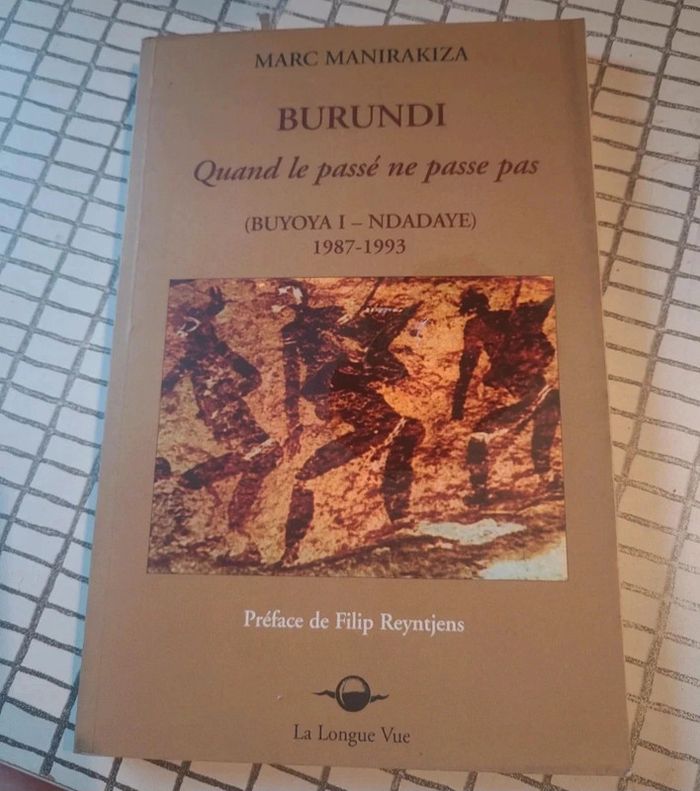 MARC MANIRAKIZA
BURUNDI
Quand le passé ne passe pas
(BUYOYA I – NDADAYE)
1987-1993
Préface de Filip Reyntjens
La Longue Vue